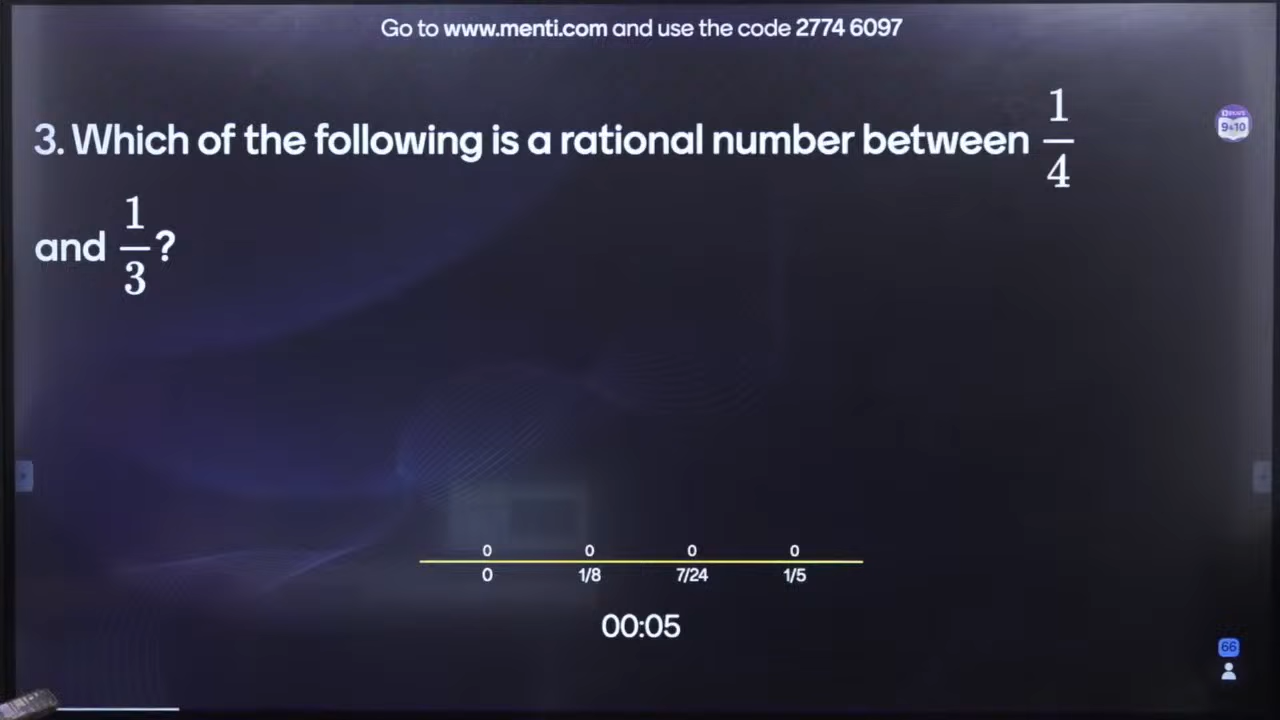 Go to www.menti.com and use the code 2774 6097
3. Which of the following is a rational number between 1/4
and 1/3?
9+10
0 0 0 0
0 1/8 7/24 1/5
00:05
66